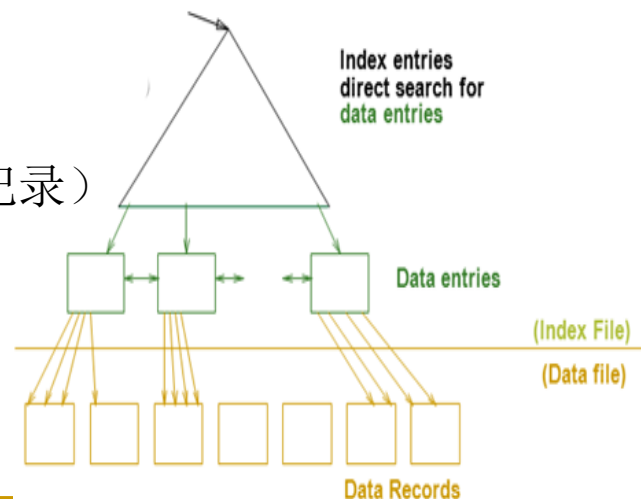 Index entries
direct search for
data entries
)
记录）
Data entries
(Index File)
(Data file)
Data Records